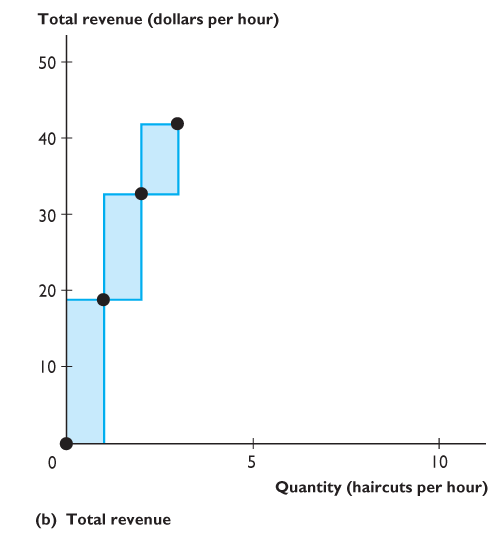 Total revenue (dollars per hour)
50
40
30
20
10
0
5
10
Quantity (haircuts per hour)
(b) Total revenue